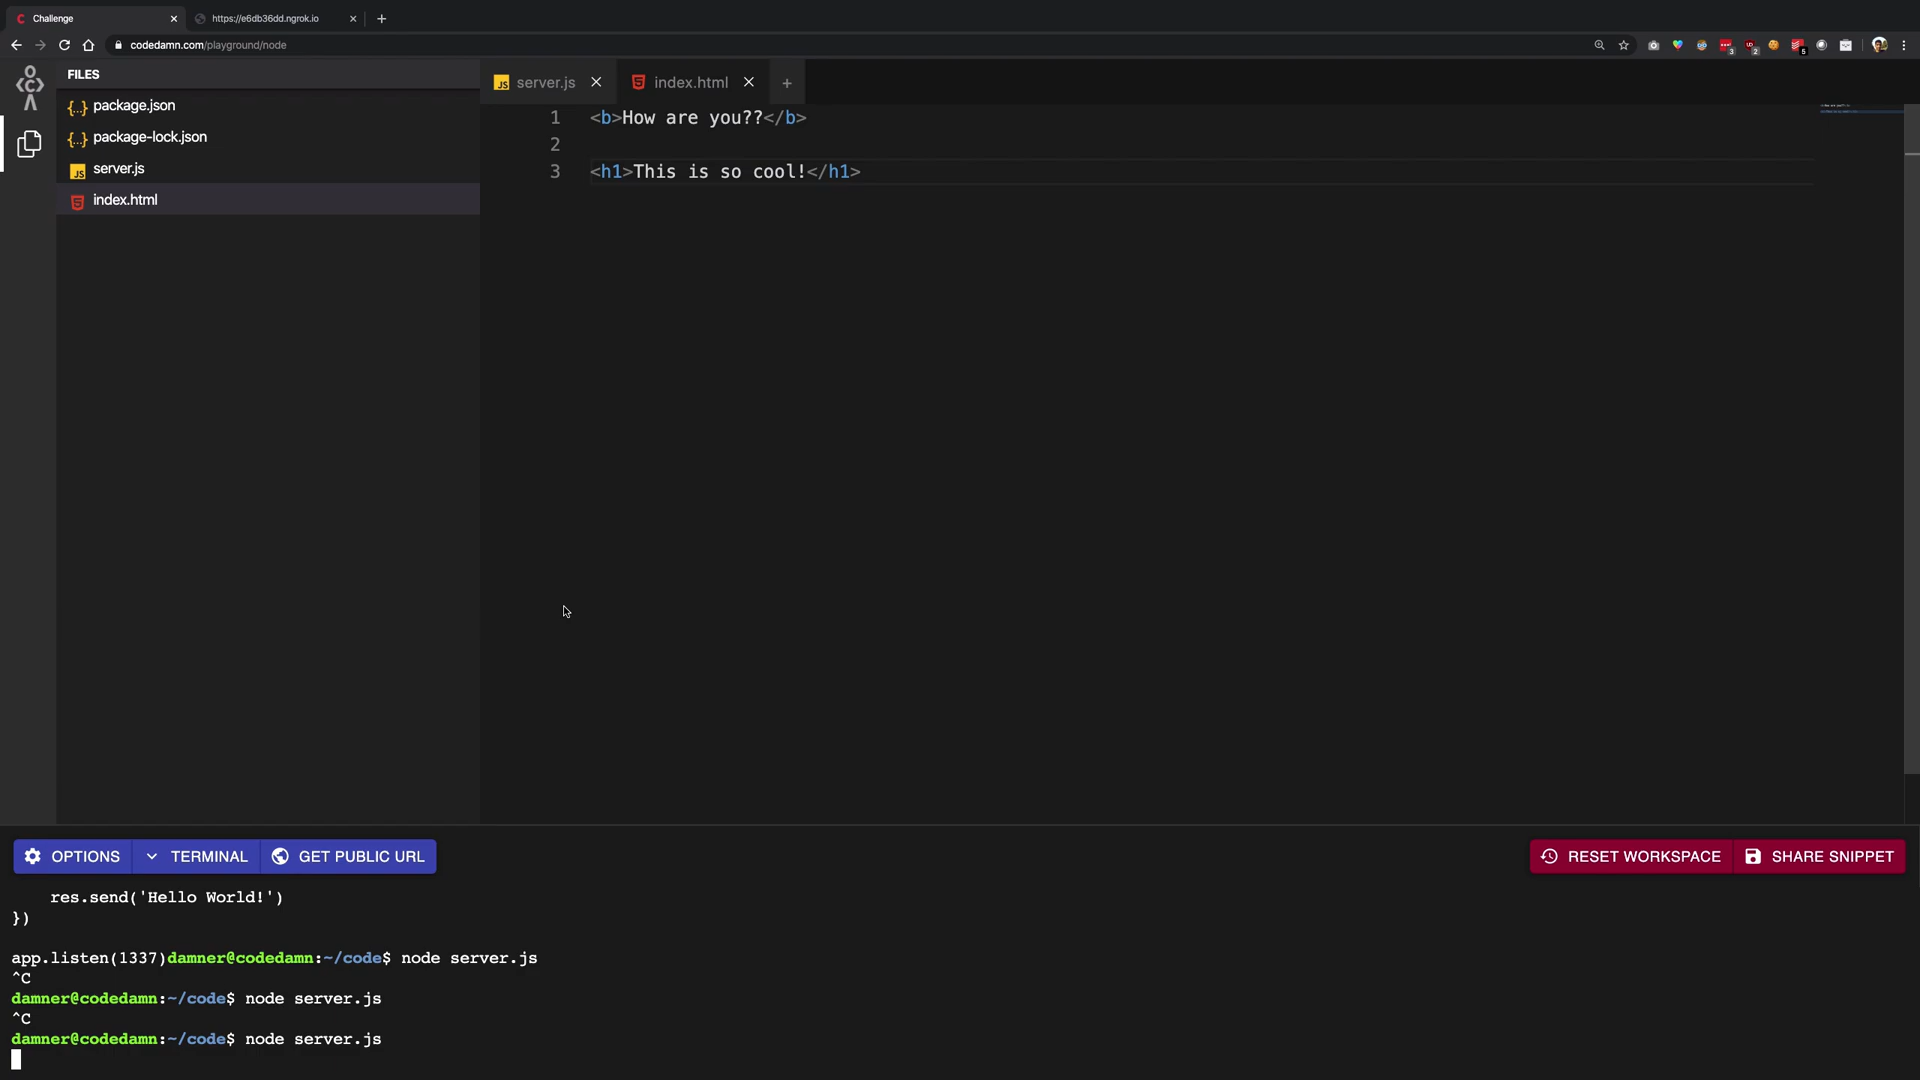 Challenge
https://e6db36dd.ngrok.io
codedamn.com/playground/node
FILES
package.json
package-lock.json
server.js
index.html
server.js
index.html
1 <b>How are you??</b>
2
3 <h1>This is so cool!</h1>
OPTIONS
TERMINAL
GET PUBLIC URL
RESET WORKSPACE
SHARE SNIPPET
res.send('Hello World!')
})
app.listen(1337)damner@codedamn:~/code$ node server.js
^C
damner@codedamn:~/code$ node server.js
^C
damner@codedamn:~/code$ node server.js